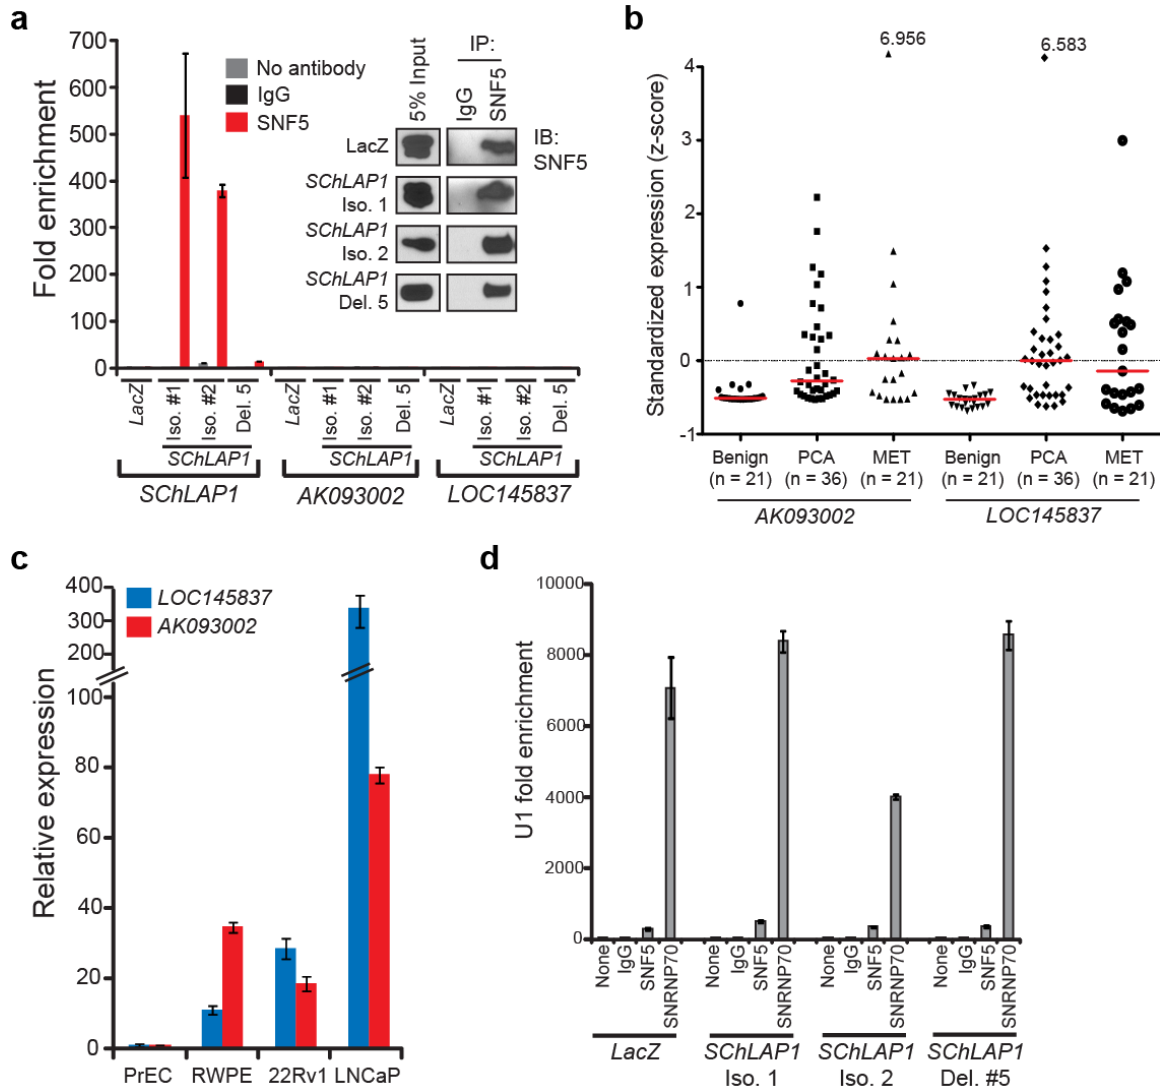 a
700
600
500
400
300
200
100
0
Fold enrichment
No antibody
IgG
SNF5
5% Input
IP:
IgG
SNF5
IB:
SNF5
LacZ
SChLAP1
Iso. 1
SChLAP1
Iso. 2
SChLAP1
Del. 5
LacZ
Iso. #1
Iso. #2
Del. 5
LacZ
Iso. #1
Iso. #2
Del. 5
LacZ
Iso. #1
Iso. #2
Del. 5
SChLAP1 SChLAP1 SChLAP1
SChLAP1 AK093002 LOC145837
b
6.956 6.583
4
3
2
1
0
-1
Standardized expression (z-score)
Benign PCA MET Benign PCA MET
(n = 21) (n = 36) (n = 21) (n = 21) (n = 36) (n = 21)
AK093002 LOC145837
c
400
300
200
100
80
60
40
20
0
Relative expression
LOC145837
AK093002
PrEC RWPE 22Rv1 LNCaP
d
10000
8000
6000
4000
2000
0
U1 fold enrichment
None
IgG
SNF5
SNRNP70
None
IgG
SNF5
SNRNP70
None
IgG
SNF5
SNRNP70
None
IgG
SNF5
SNRNP70
LacZ SChLAP1 SChLAP1 SChLAP1
Iso. 1 Iso. 2 Del. #5